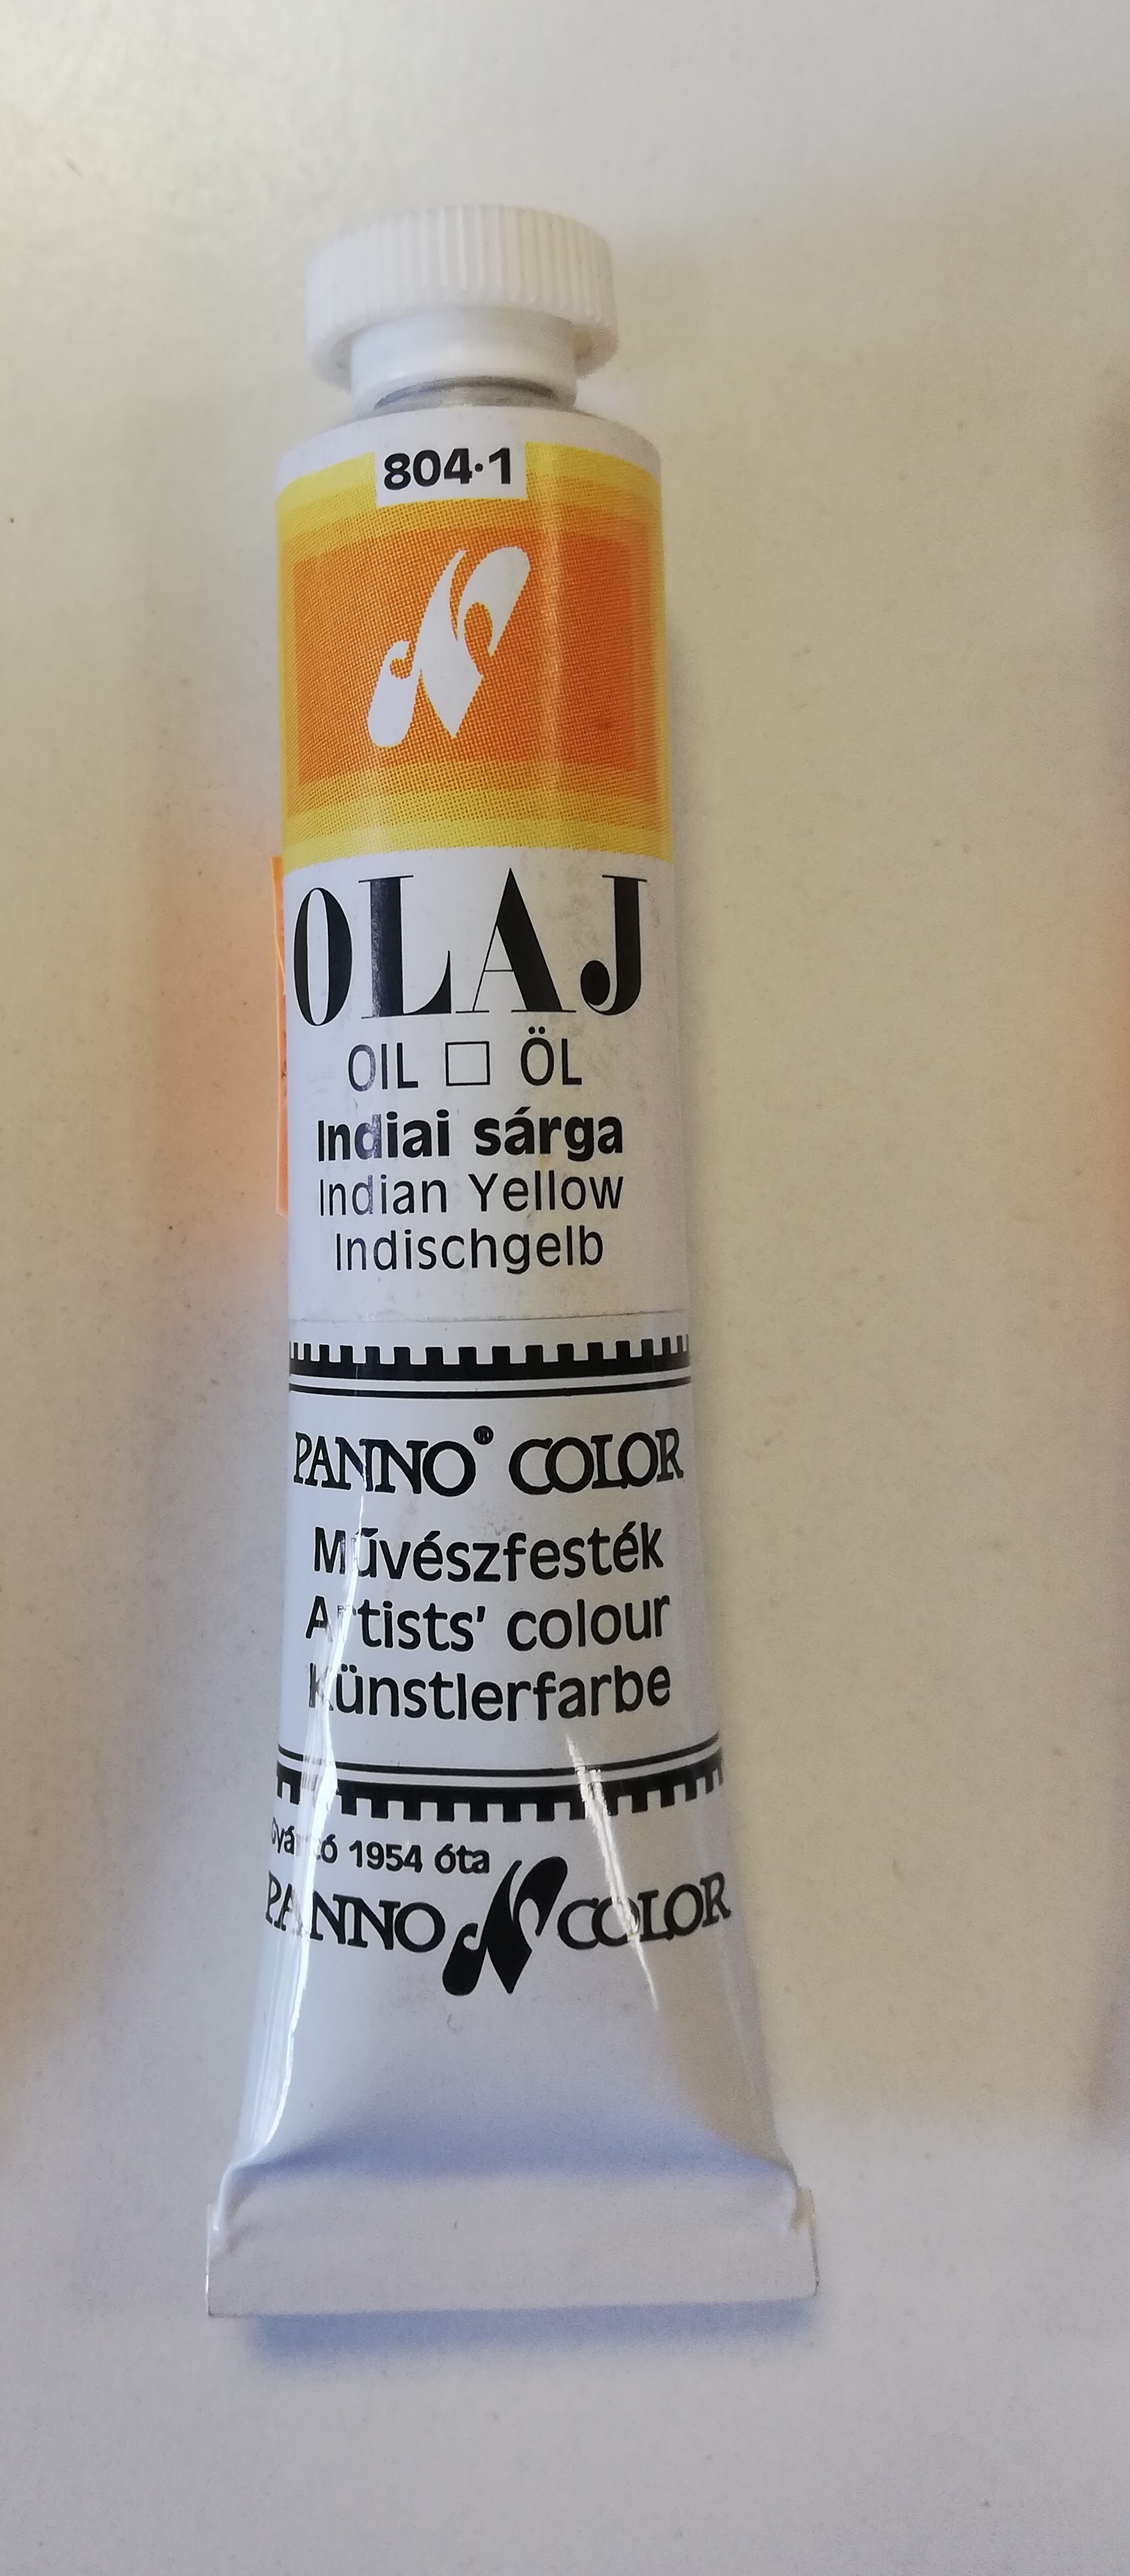 804·1
OLAJ
OIL □ ÖL
Indiai sárga
Indian Yellow
Indischgelb
PANNO® COLOR
Művészfesték
Artists' colour
Künstlerfarbe
gyártó 1954 óta
PANNO COLOR